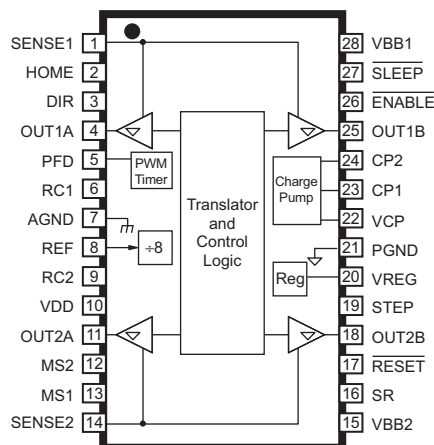 SENSE1 1
HOME 2
DIR 3
OUT1A 4
PFD 5
RC1 6
AGND 7
REF 8
RC2 9
VDD 10
OUT2A 11
MS2 12
MS1 13
SENSE2 14
PWM
Timer
÷8
Translator
and
Control
Logic
Charge
Pump
Reg
28 VBB1
27 SLEEP
26 ENABLE
25 OUT1B
24 CP2
23 CP1
22 VCP
21 PGND
20 VREG
19 STEP
18 OUT2B
17 RESET
16 SR
15 VBB2